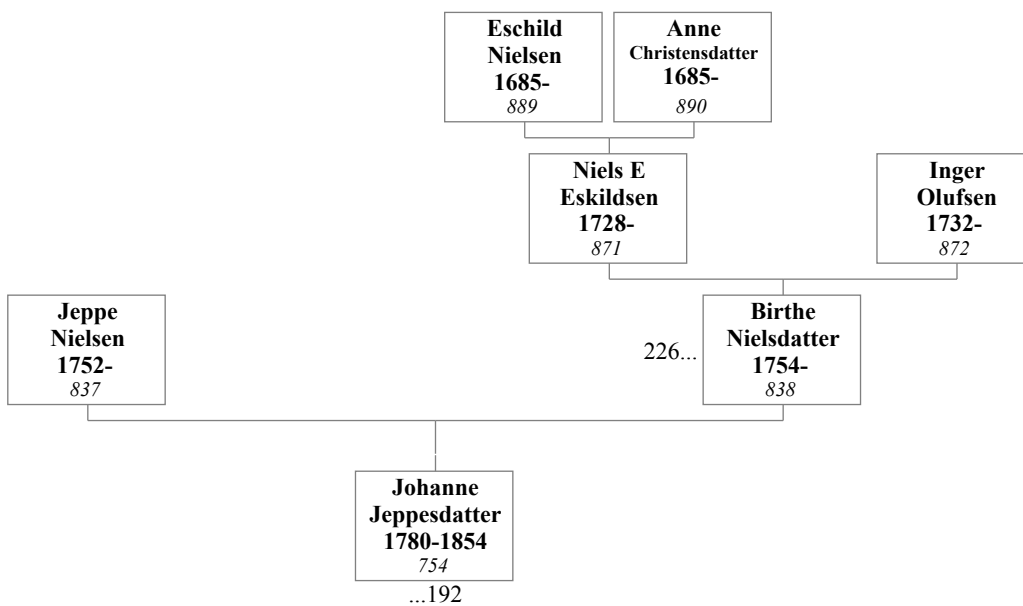 Eschild
Nielsen
1685-
889
Anne
Christensdatter
1685-
890
Niels E
Eskildsen
1728-
871
Inger
Olufsen
1732-
872
Jeppe
Nielsen
1752-
837
226...
Birthe
Nielsdatter
1754-
838
Johanne
Jeppesdatter
1780-1854
754
...192